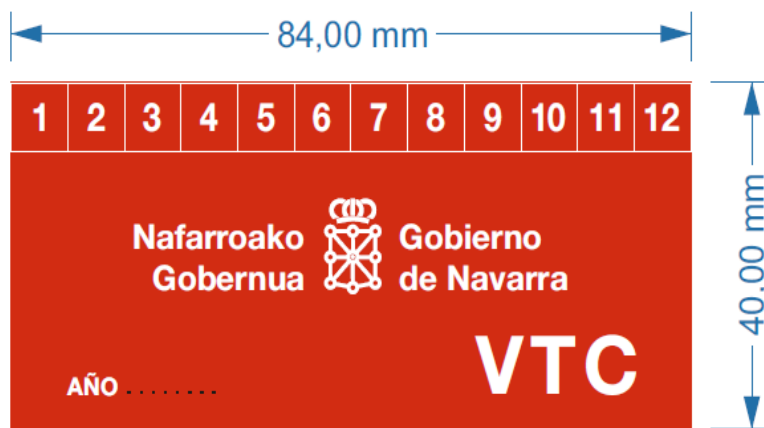 84,00 mm
1 2 3 4 5 6 7 8 9 10 11 12
40,00 mm
Nafarroako Gobierno
Gobernua de Navarra
VTC
AÑO ........